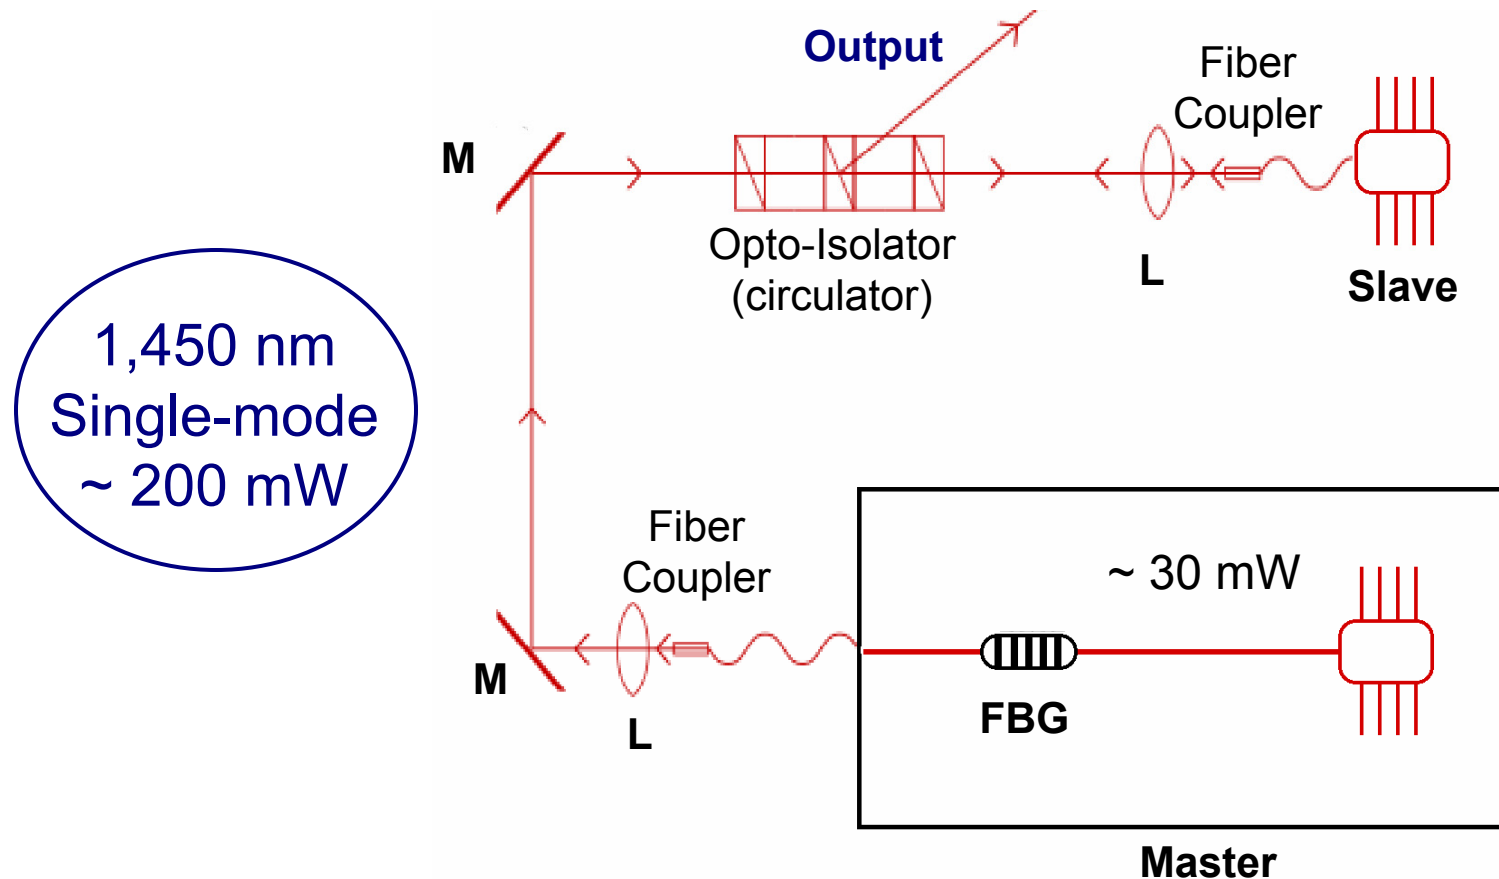 Output
Fiber
Coupler
M
Opto-Isolator
(circulator)
L
Slave
1,450 nm
Single-mode
~ 200 mW
Fiber
Coupler
~ 30 mW
M
L
FBG
Master